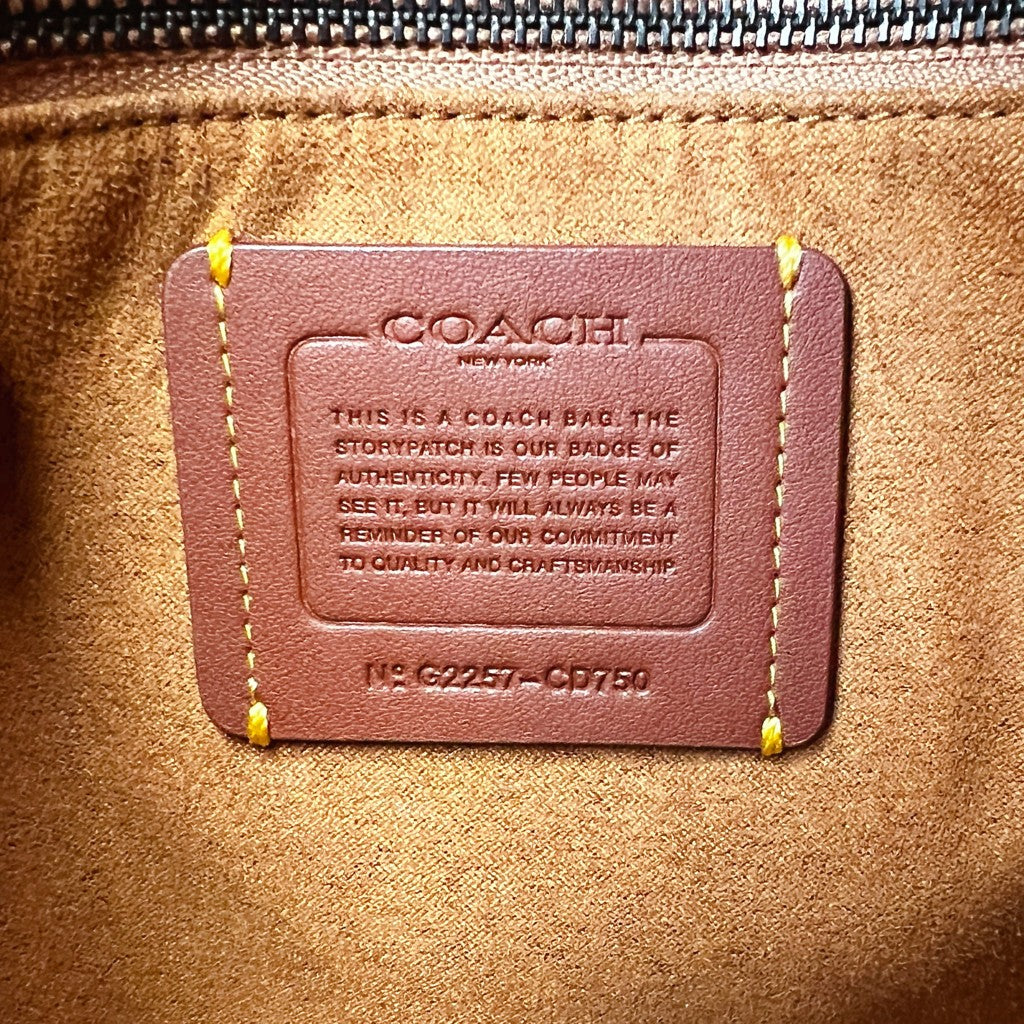 COACH
NEW YORK
THIS IS A COACH BAG. THE
STORYPATCH IS OUR BADGE OF
AUTHENTICITY. FEW PEOPLE MAY
SEE IT, BUT IT WILL ALWAYS BE A
REMINDER OF OUR COMMITMENT
TO QUALITY AND CRAFTSMANSHIP.
Nº G2257-CD750